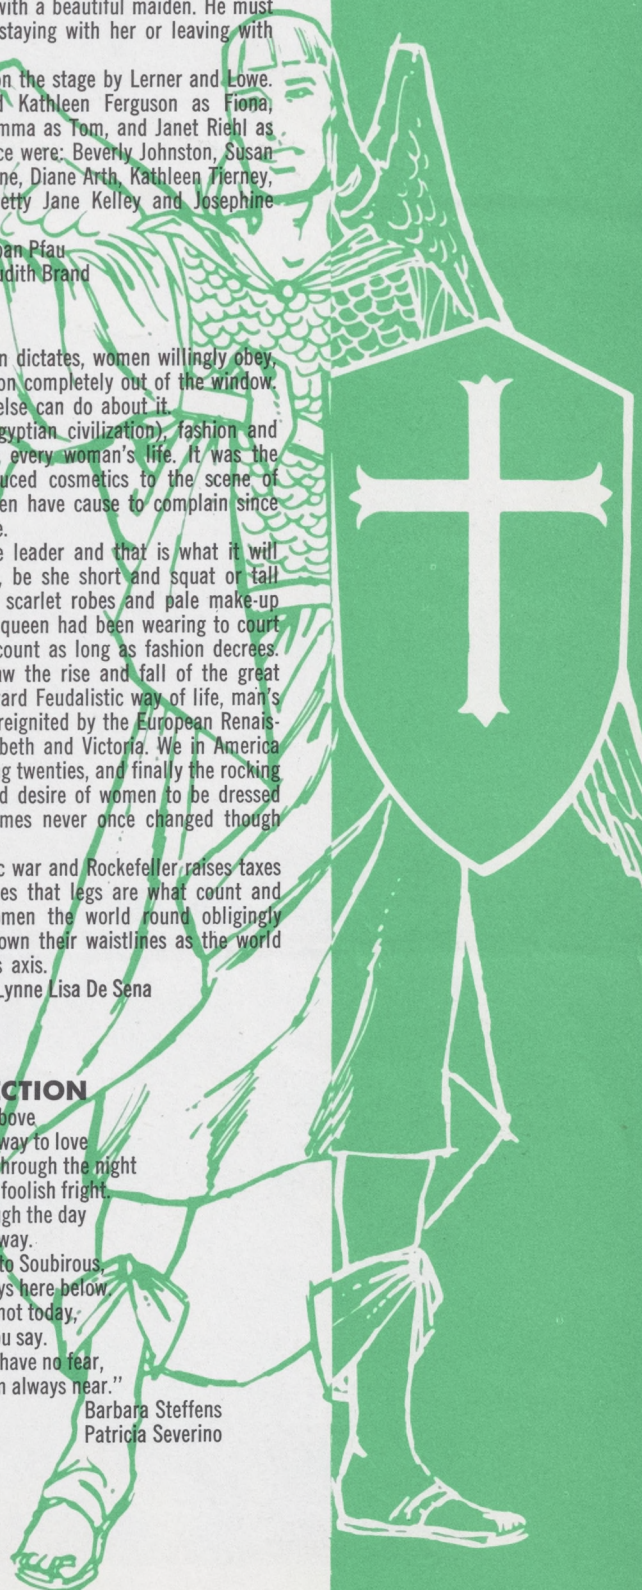 with a beautiful maiden. He must
staying with her or leaving with
on the stage by Lerner and Lowe.
Kathleen Ferguson as Fiona,
mma as Tom, and Janet Riehl as
ce were: Beverly Johnston, Susan
ne, Diane Arth, Kathleen Tierney,
etty Jane Kelley and Josephine
oan Pfau
udith Brand
n dictates, women willingly obey,
on completely out of the window.
else can do about it.
gyptian civilization), fashion and
every woman's life. It was the
uced cosmetics to the scene of
en have cause to complain since
e.
e leader and that is what it will
, be she short and squat or tall
scarlet robes and pale make-up
queen had been wearing to court
count as long as fashion decrees.
aw the rise and fall of the great
ard Feudalistic way of life, man's
reignited by the European Renais-
beth and Victoria. We in America
g twenties, and finally the rocking
d desire of women to be dressed
mes never once changed though
c war and Rockefeller raises taxes
es that legs are what count and
men the world round obligingly
own their waistlines as the world
s axis.
Lynne Lisa De Sena
CTION
bove
way to love
hrough the night
foolish fright.
gh the day
way.
to Soubirous,
ys here below.
not today,
ou say.
have no fear,
m always near."
Barbara Steffens
Patricia Severino